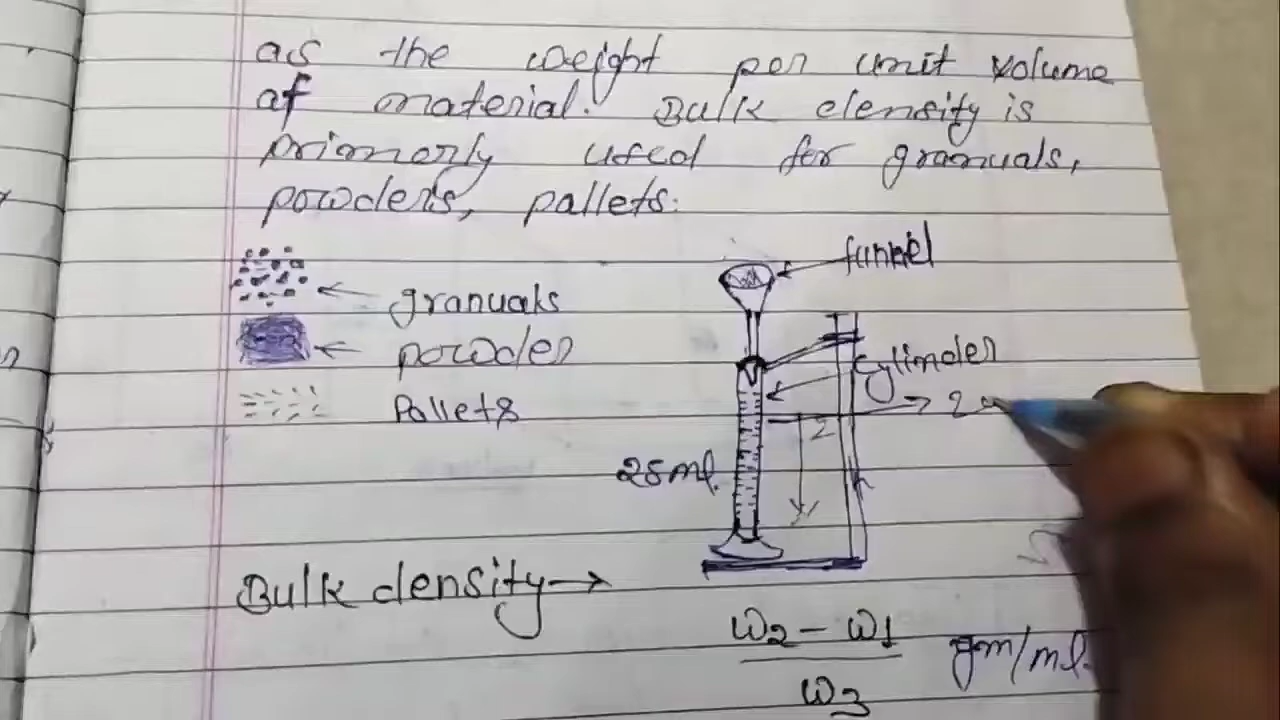 as the weight per unit volume
of material. Bulk density is
primorly used for granuals,
powders, pallets.
funnel
granuals
powder
cylinder
Pallets
25ml.
Bulk density→
W2 - W1
W3
gm/ml.